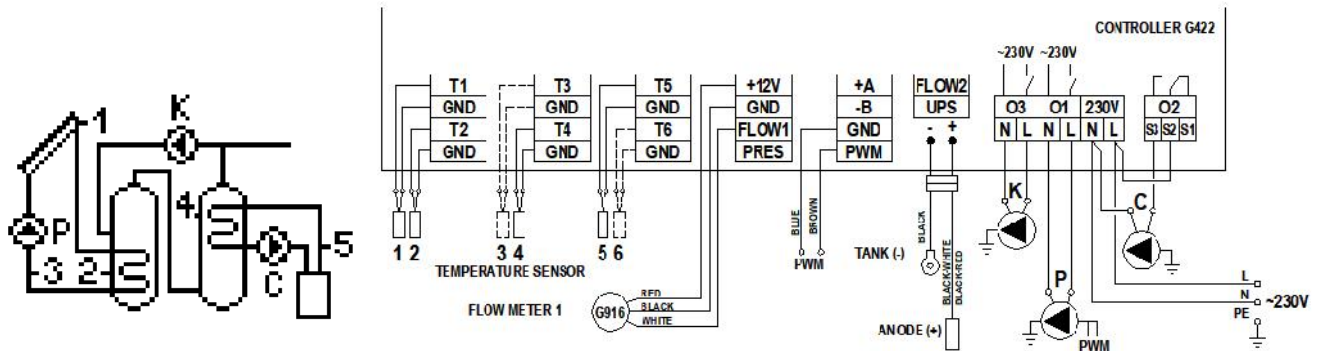 1
K
P
4
5
3 2
C
CONTROLLER G422
~230V ~230V
T1
GND
T2
GND
T3
GND
T4
GND
T5
GND
T6
GND
+12V
GND
FLOW1
PRES
+A
-B
GND
PWM
FLOW2
UPS
- +
O3 O1 230V O2
N L N L N L S3 S2 S1
1 2 3 4 5 6
TEMPERATURE SENSOR
FLOW METER 1
G916
RED
BLACK
WHITE
BLUE
BROWN
PWM
BLACK
TANK (-)
BLACK-WHITE
BLACK-RED
ANODE (+)
K
C
P
PWM
L
N
~230V
PE